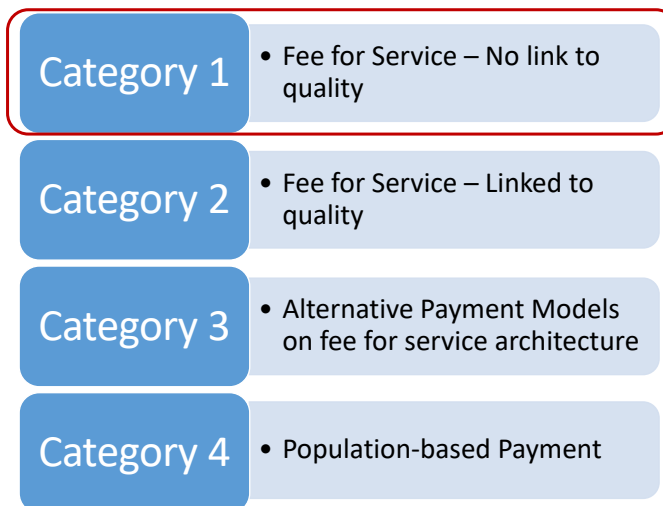 Category 1
• Fee for Service – No link to
quality
Category 2
• Fee for Service – Linked to
quality
Category 3
• Alternative Payment Models
on fee for service architecture
Category 4
• Population-based Payment